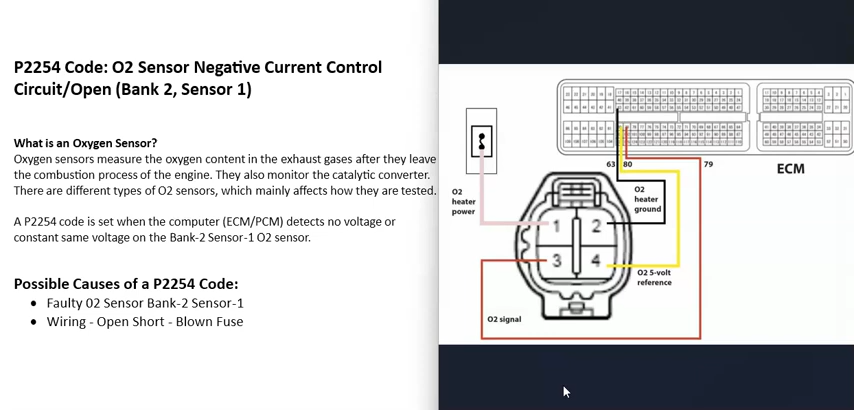 P2254 Code: O2 Sensor Negative Current Control
Circuit/Open (Bank 2, Sensor 1)
What is an Oxygen Sensor?
Oxygen sensors measure the oxygen content in the exhaust gases after they leave
the combustion process of the engine. They also monitor the catalytic converter.
There are different types of O2 sensors, which mainly affects how they are tested.
A P2254 code is set when the computer (ECM/PCM) detects no voltage or
constant same voltage on the Bank-2 Sensor-1 O2 sensor.
Possible Causes of a P2254 Code:
• Faulty 02 Sensor Bank-2 Sensor-1
• Wiring - Open Short - Blown Fuse
63 80
79
ECM
O2
heater
power
O2
heater
ground
1 2
3 4
O2 5-volt
reference
O2 signal